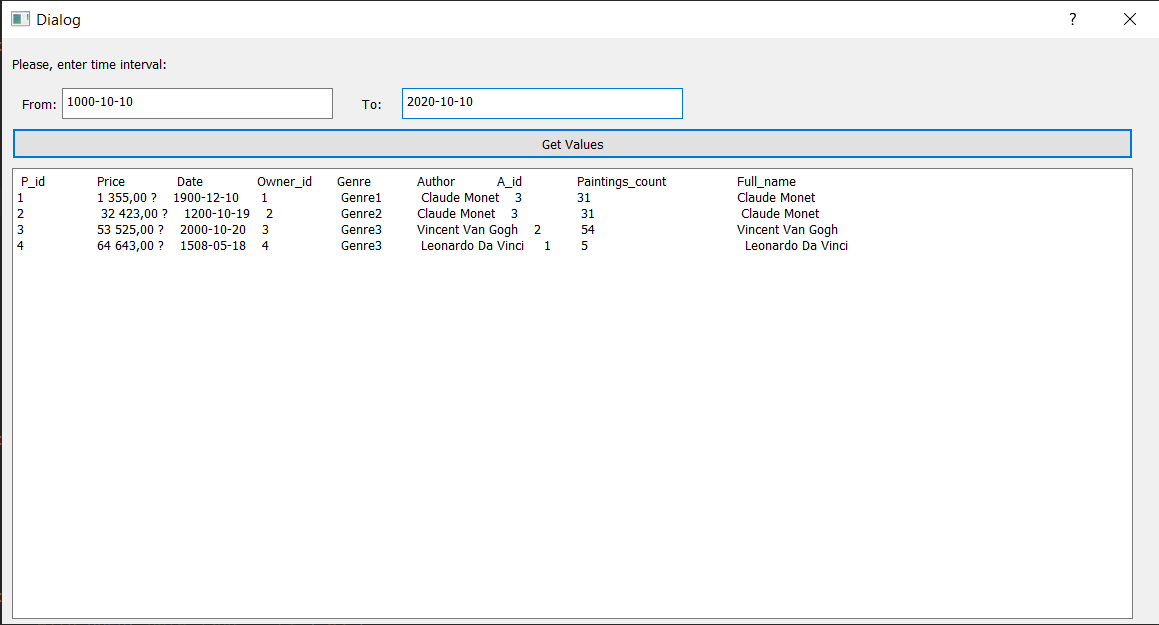 Dialog ?
Please, enter time interval:
From: 1000-10-10 To: 2020-10-10
Get Values
P_id Price Date Owner_id Genre Author A_id Paintings_count Full_name
1 1 355,00 ? 1900-12-10 1 Genre1 Claude Monet 3 31 Claude Monet
2 32 423,00 ? 1200-10-19 2 Genre2 Claude Monet 3 31 Claude Monet
3 53 525,00 ? 2000-10-20 3 Genre3 Vincent Van Gogh 2 54 Vincent Van Gogh
4 64 643,00 ? 1508-05-18 4 Genre3 Leonardo Da Vinci 1 5 Leonardo Da Vinci